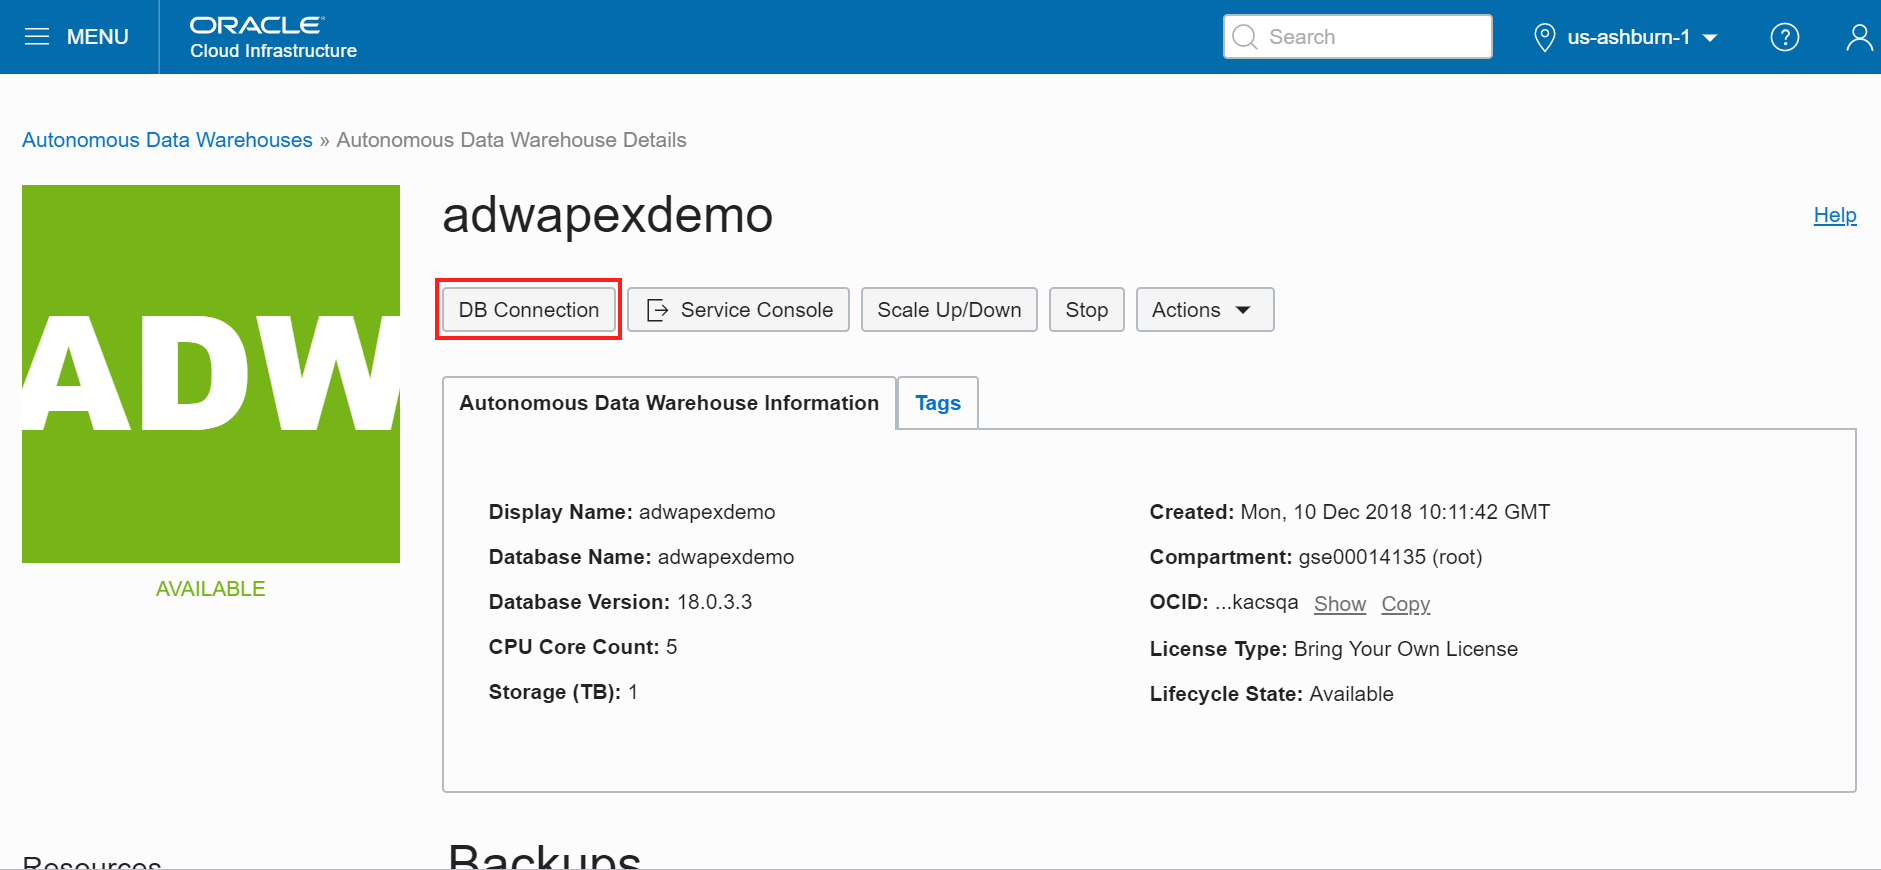 MENU
ORACLE
Cloud Infrastructure
Search
us-ashburn-1
?
Autonomous Data Warehouses » Autonomous Data Warehouse Details
ADW
AVAILABLE
adwapexdemo
Help
DB Connection
Service Console
Scale Up/Down
Stop
Actions
Autonomous Data Warehouse Information
Tags
Display Name: adwapexdemo
Database Name: adwapexdemo
Database Version: 18.0.3.3
CPU Core Count: 5
Storage (TB): 1
Created: Mon, 10 Dec 2018 10:11:42 GMT
Compartment: gse00014135 (root)
OCID: ...kacsqa Show Copy
License Type: Bring Your Own License
Lifecycle State: Available
Resources
Backups